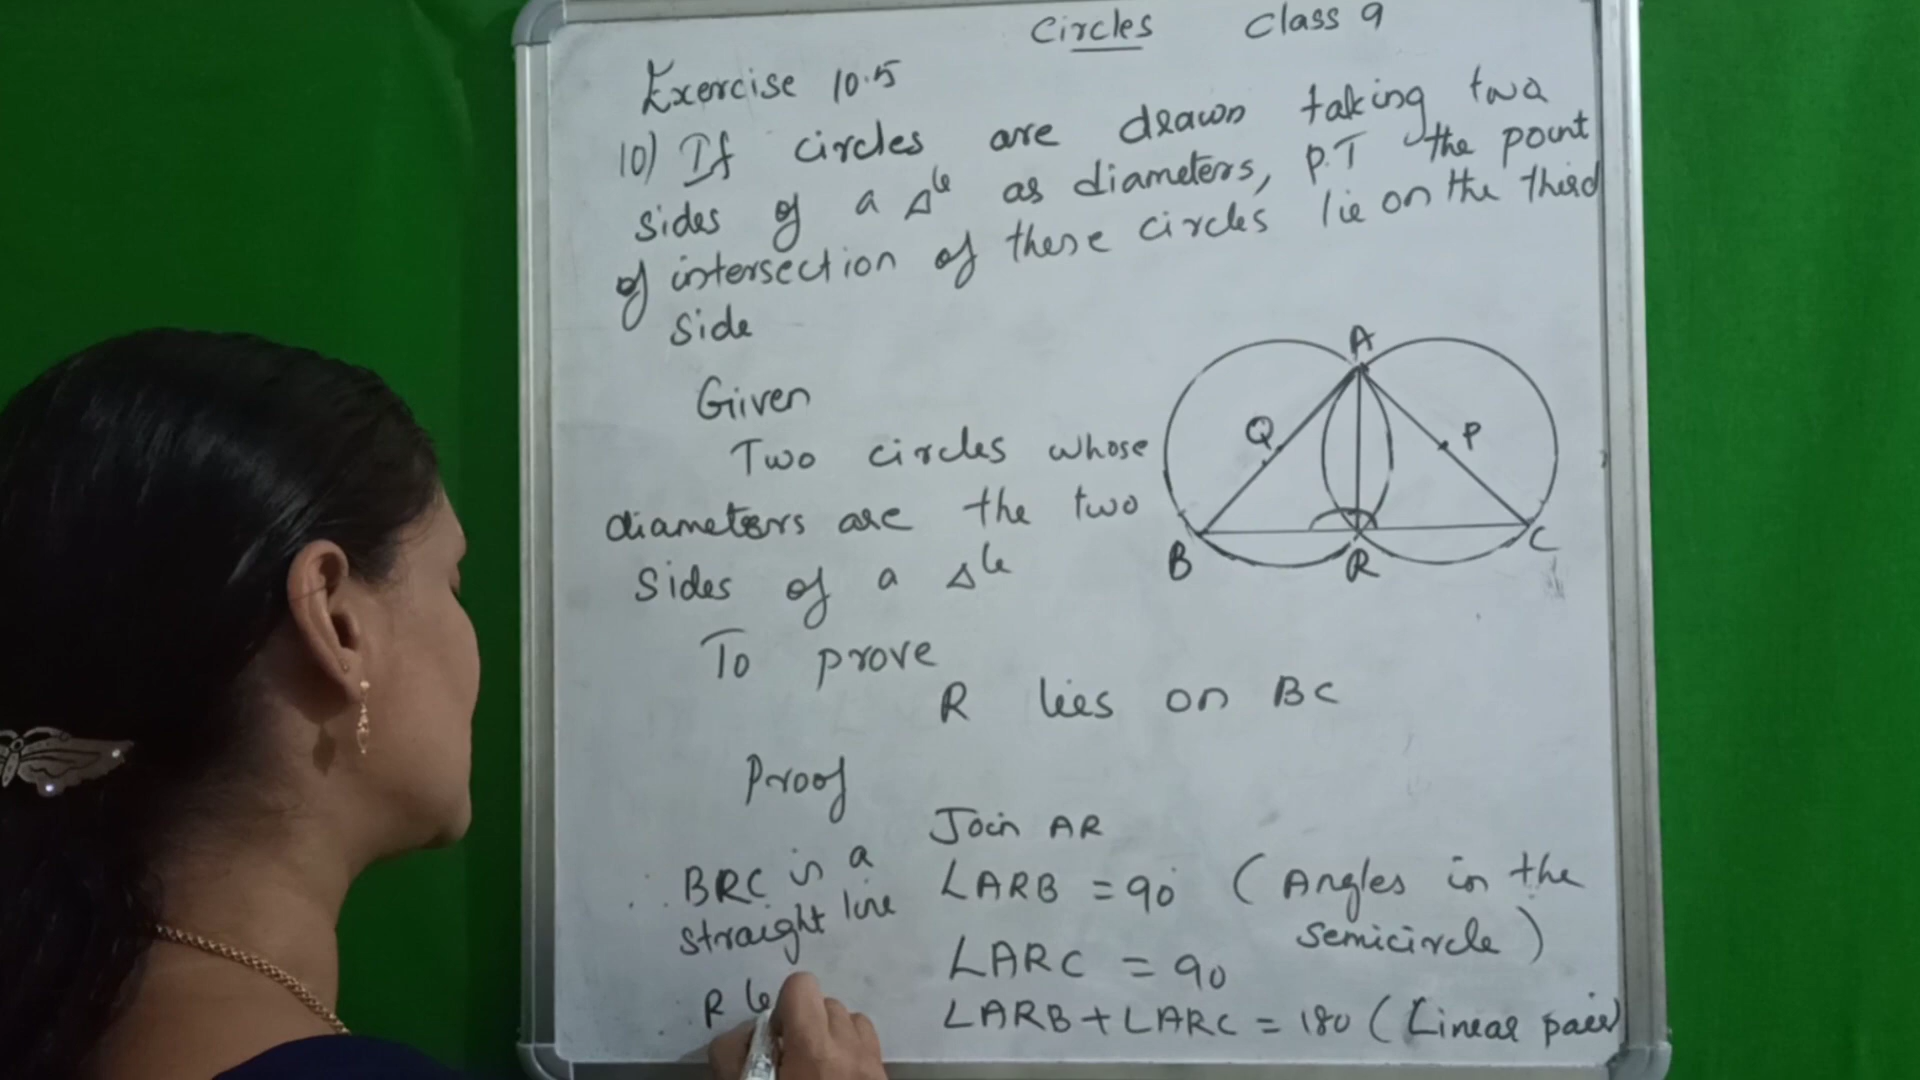 Circles Class 9
Exercise 10.5
10) If circles are drawn taking two
sides of a Δle as diameters, P.T the point
of intersection of these circles lie on the third
side
Given
Two circles whose
diameters are the two
sides of a Δle
To prove
R lies on BC
Proof
Join AR
∠ARB = 90° (Angles in the
semicircle)
∠ARC = 90
∠ARB + ∠ARC = 180 (Linear pair)
∴ BRC is a
straight line
R
A
Q
P
B
R
C